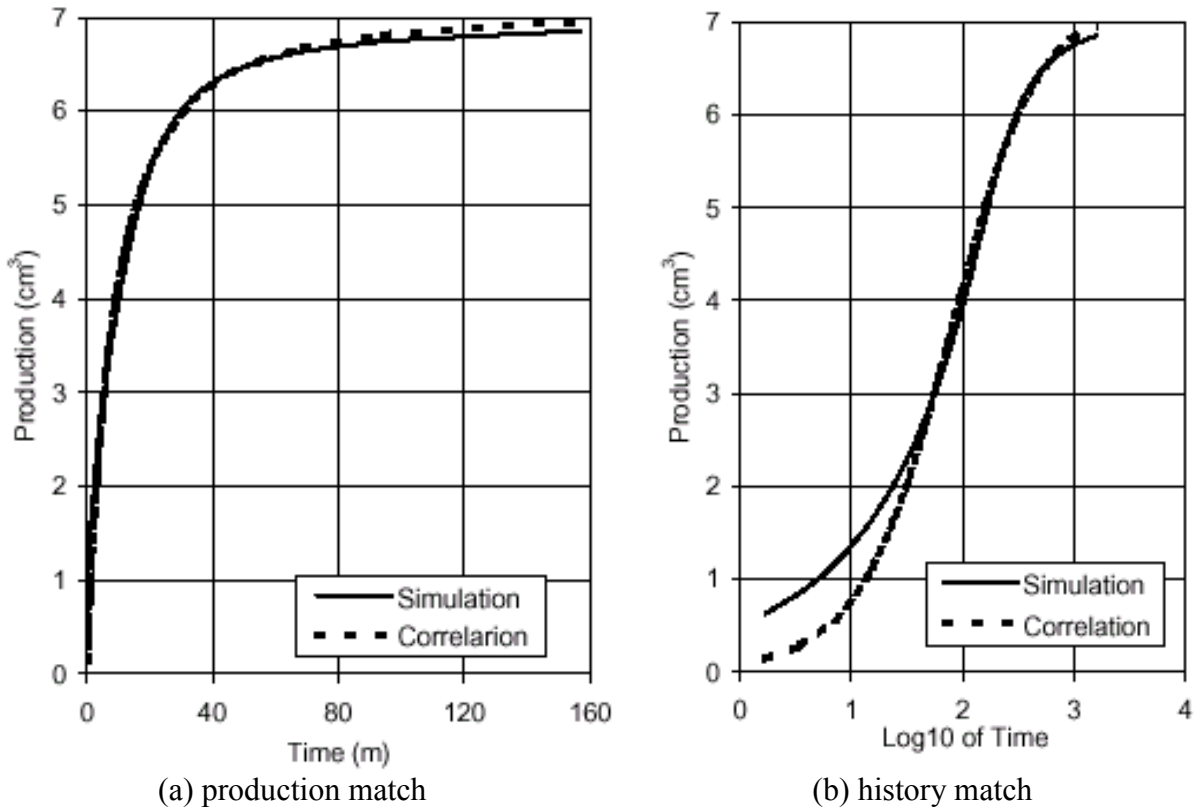 7
6
5
4
3
2
1
0
Production (cm³)
Simulation
Correlarion
0 40 80 120 160
Time (m)
(a) production match
7
6
5
4
3
2
1
0
Production (cm³)
Simulation
Correlation
0 1 2 3 4
Log10 of Time
(b) history match